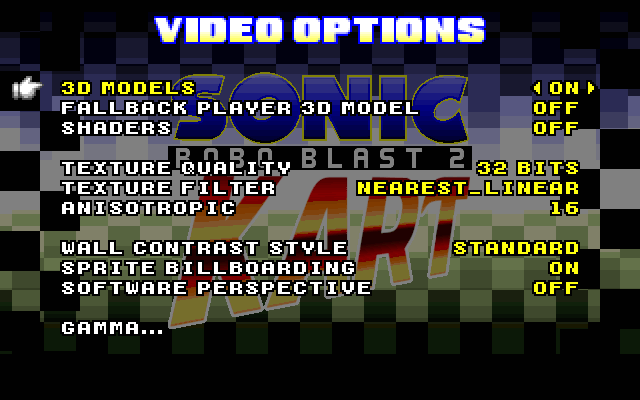 VIDEO OPTIONS
3D MODELS ON
FALLBACK PLAYER 3D MODEL OFF
SHADERS OFF
SONIC
ROBO BLAST 2
KART
TEXTURE QUALITY 32 BITS
TEXTURE FILTER NEAREST_LINEAR
ANISOTROPIC 16
WALL CONTRAST STYLE STANDARD
SPRITE BILLBOARDING ON
SOFTWARE PERSPECTIVE OFF
GAMMA...